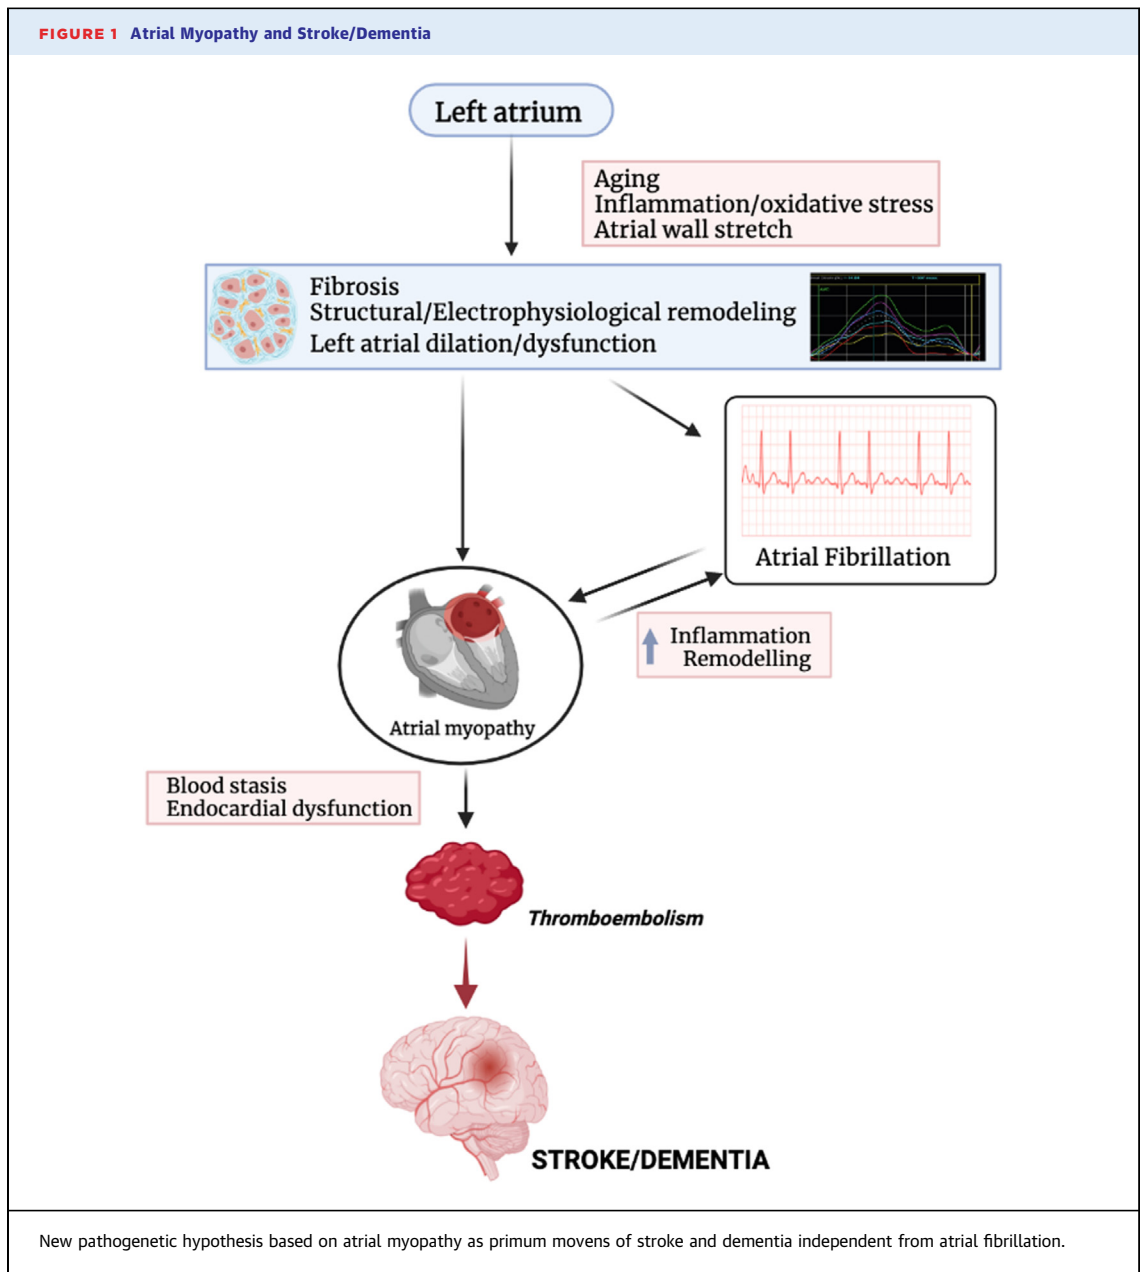 FIGURE 1 Atrial Myopathy and Stroke/Dementia
Left atrium
Aging
Inflammation/oxidative stress
Atrial wall stretch
Fibrosis
Structural/Electrophysiological remodeling
Left atrial dilation/dysfunction
Atrial Fibrillation
Inflammation
Remodelling
Atrial myopathy
Blood stasis
Endocardial dysfunction
Thromboembolism
STROKE/DEMENTIA
New pathogenetic hypothesis based on atrial myopathy as primum movens of stroke and dementia independent from atrial fibrillation.